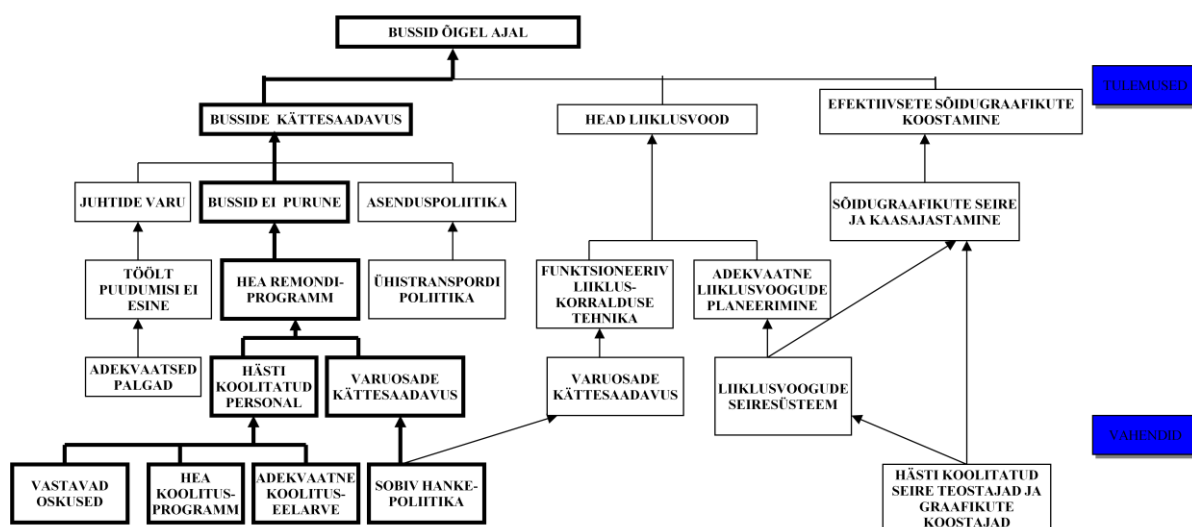 BUSSID ÕIGEL AJAL
TULEMUSED
BUSSIDE KÄTTESAADAVUS
HEAD LIIKLUSVOOD
EFEKTIIVSETE SÕIDUGRAAFIKUTE
KOOSTAMINE
JUHTIDE VARU
BUSSID EI PURUNE
ASENDUSPOLIITIKA
SÕIDUGRAAFIKUTE SEIRE
JA KAASAJASTAMINE
TÖÖLT
PUUDUMISI EI
ESINE
HEA REMONDI-
PROGRAMM
ÜHISTRANSPORDI
POLIITIKA
FUNKTSIONEERIV
LIIKLUS-
KORRALDUSE
TEHNIKA
ADEKVAATNE
LIIKLUSVOOGUDE
PLANEERIMINE
ADEKVAATSED
PALGAD
HÄSTI
KOOLITATUD
PERSONAL
VARUOSADE
KÄTTESAADAVUS
VARUOSADE
KÄTTESAADAVUS
LIIKLUSVOOGUDE
SEIRESÜSTEEM
VAHENDID
VASTAVAD
OSKUSED
HEA
KOOLITUS-
PROGRAMM
ADEKVAATNE
KOOLITUS-
EELARVE
SOBIV HANKE-
POLIITIKA
HÄSTI KOOLITATUD
SEIRE TEOSTAJAD JA
GRAAFIKUTE
KOOSTAJAD